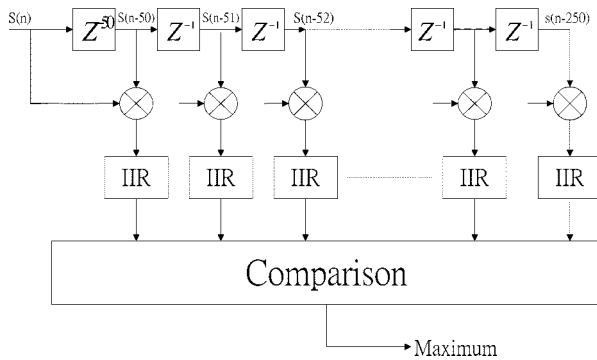 S(n) Z⁻⁵⁰ S(n-50) Z⁻¹ S(n-51) Z⁻¹ S(n-52) Z⁻¹ Z⁻¹ s(n-250)
IIR IIR IIR IIR IIR
Comparison
Maximum